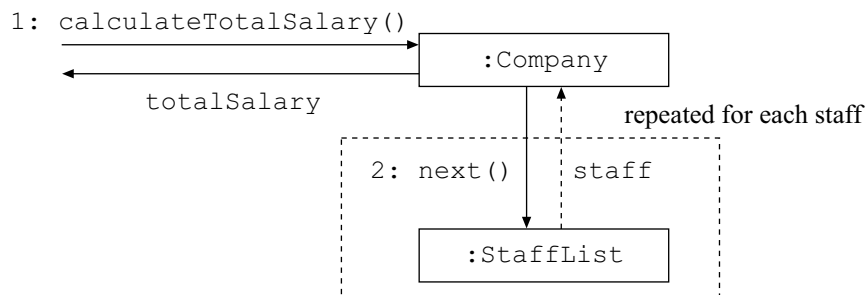 1: calculateTotalSalary()
:Company
totalSalary
repeated for each staff
2: next()
staff
:StaffList